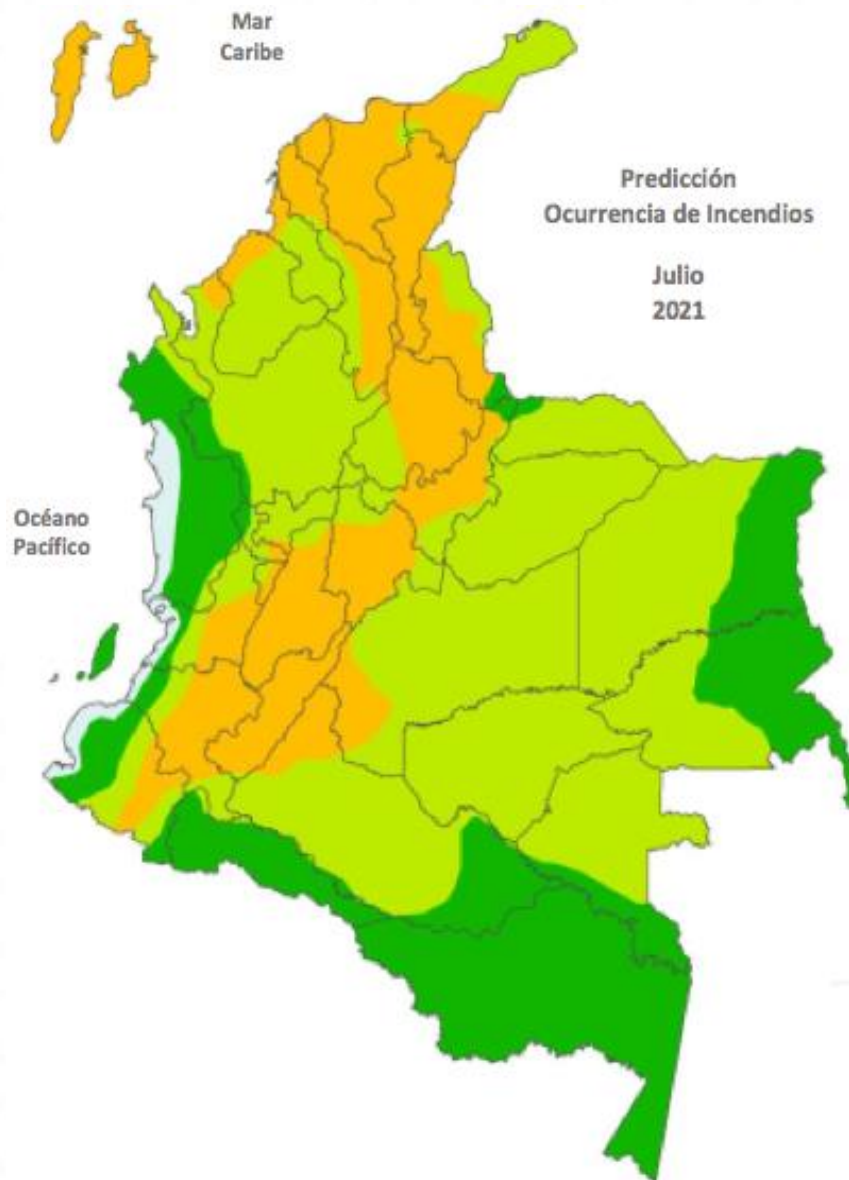 Mar
Caribe
Predicción
Ocurrencia de Incendios
Julio
2021
Océano
Pacífico